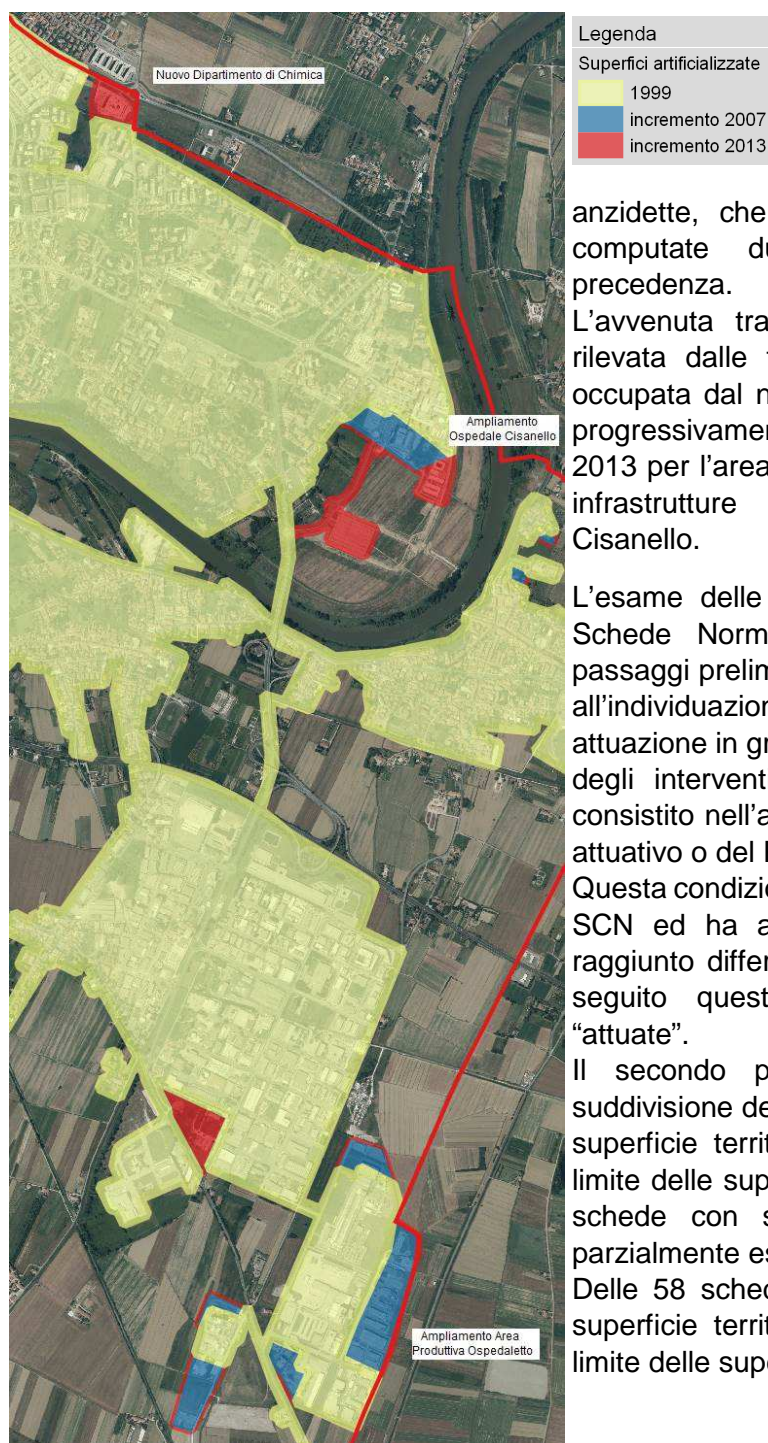 Nuovo Dipartimento di Chimica
Ampliamento
Ospedale Cisanello
Ampliamento Area
Produttiva Ospedaletto
Legenda
Superfici artificializzate
1999
incremento 2007
incremento 2013
anzidette, che
computate du
precedenza.
L'avvenuta tra
rilevata dalle
occupata dal n
progressivamen
2013 per l'area
infrastrutture
Cisanello.
L'esame delle
Schede Norm
passaggi prelim
all'individuazion
attuazione in gr
degli intervent
consistito nell'a
attuativo o del
Questa condizio
SCN ed ha a
raggiunto differ
seguito quest
“attuate”.
Il secondo p
suddivisione de
superficie territ
limite delle sup
schede con s
parzialmente es
Delle 58 sched
superficie territ
limite delle supe